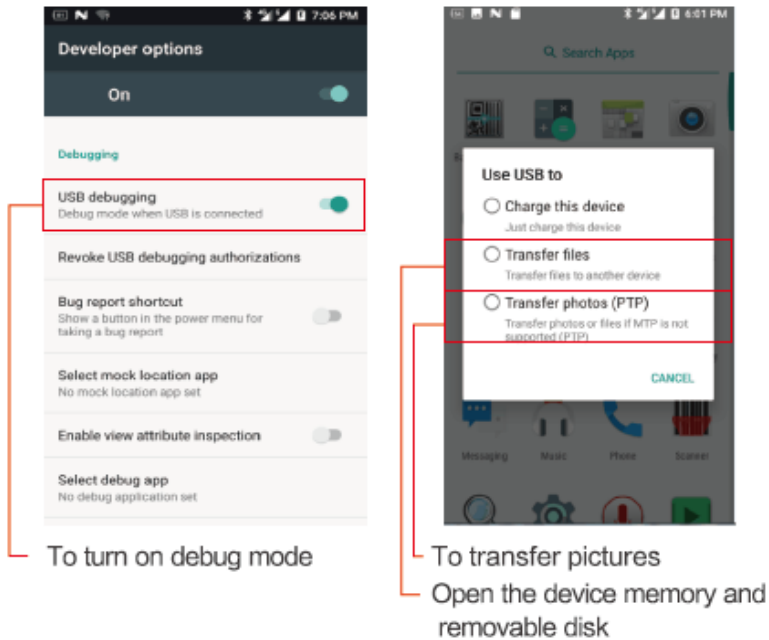 7:06 PM
Developer options
On
Debugging
USB debugging
Debug mode when USB is connected
Revoke USB debugging authorizations
Bug report shortcut
Show a button in the power menu for
taking a bug report
Select mock location app
No mock location app set
Enable view attribute inspection
Select debug app
No debug application set
To turn on debug mode
6:01 PM
Search Apps
Use USB to
Charge this device
Just charge this device
Transfer files
Transfer files to another device
Transfer photos (PTP)
Transfer photos or files if MTP is not
supported (PTP)
CANCEL
Messaging
Music
Phone
Scanner
To transfer pictures
Open the device memory and
removable disk